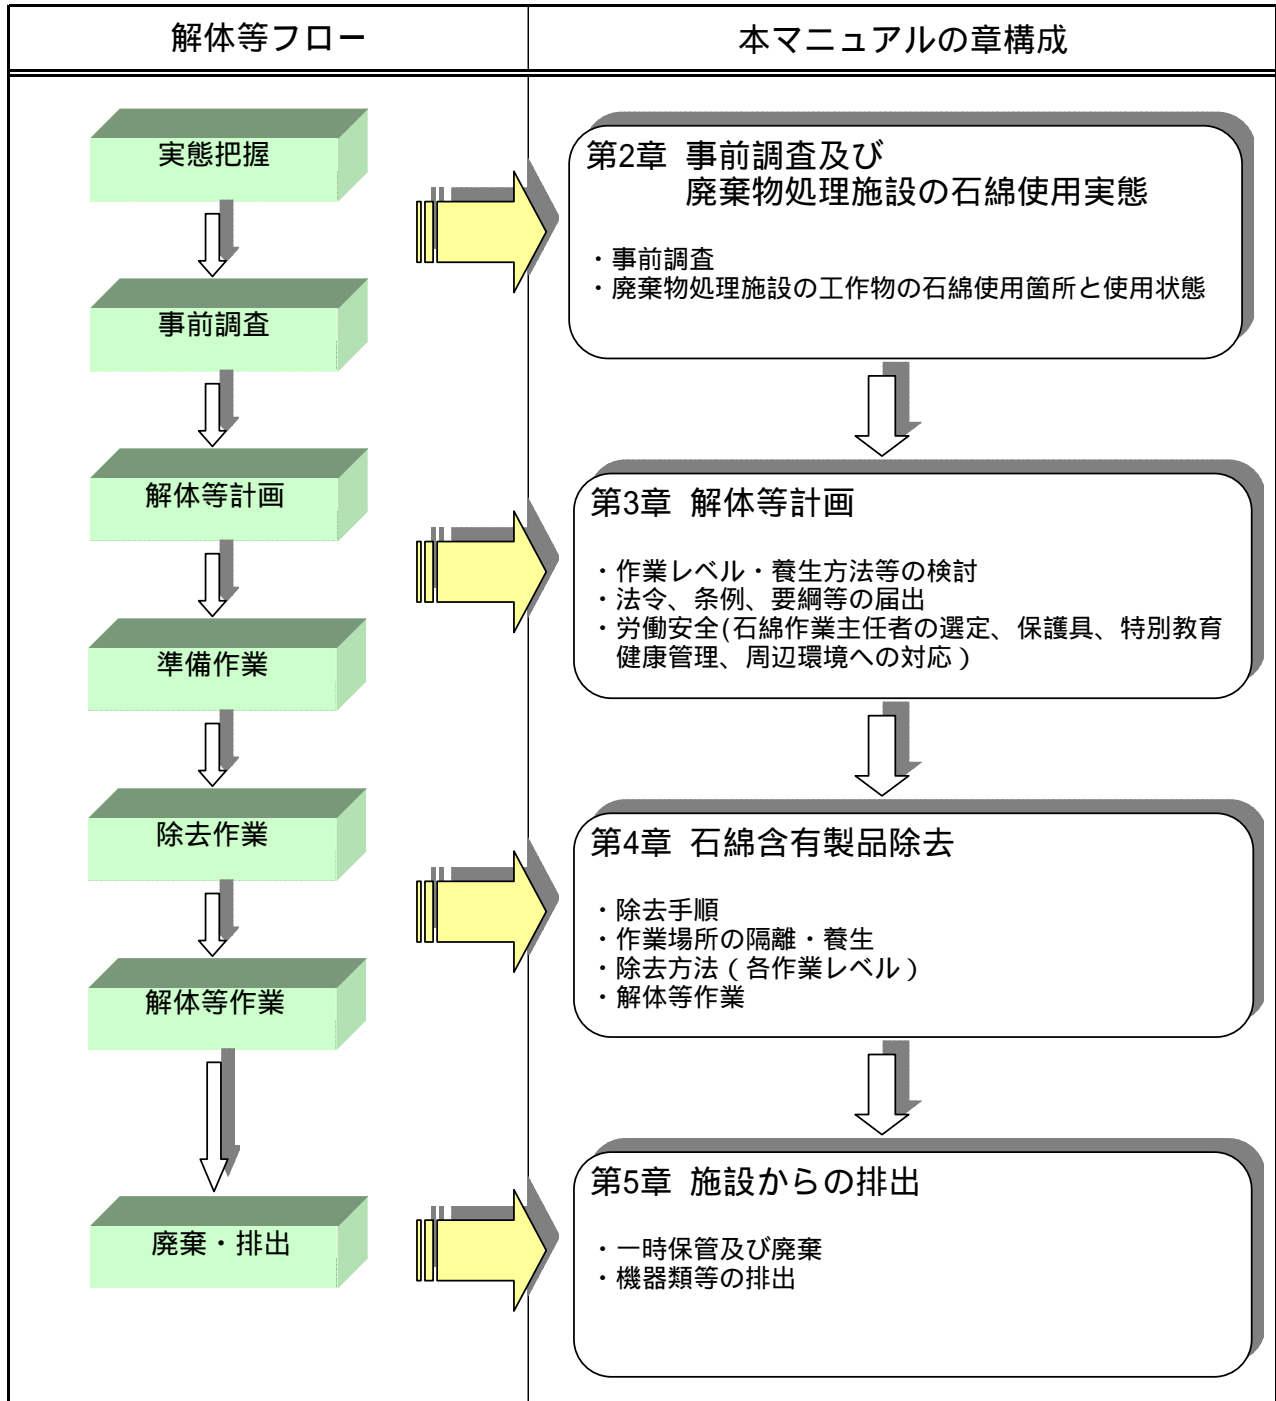 解体等フロー
本マニュアルの章構成
実態把握
事前調査
解体等計画
準備作業
除去作業
解体等作業
廃棄・排出
第2章 事前調査及び
廃棄物処理施設の石綿使用実態
・事前調査
・廃棄物処理施設の工作物の石綿使用箇所と使用状態
第3章 解体等計画
・作業レベル・養生方法等の検討
・法令、条例、要綱等の届出
・労働安全(石綿作業主任者の選定、保護具、特別教育
健康管理、周辺環境への対応)
第4章 石綿含有製品除去
・除去手順
・作業場所の隔離・養生
・除去方法(各作業レベル)
・解体等作業
第5章 施設からの排出
・一時保管及び廃棄
・機器類等の排出